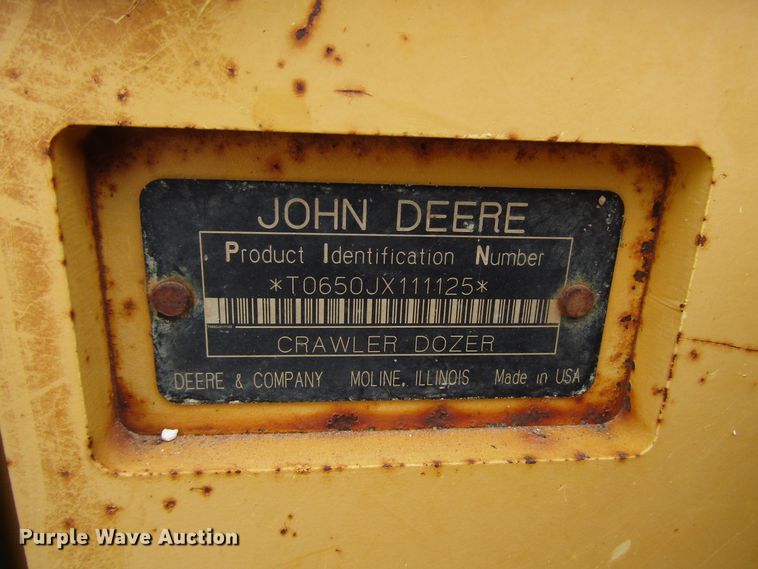 JOHN DEERE
Product Identification Number
*T0650JX111125*
CRAWLER DOZER
DEERE & COMPANY MOLINE, ILLINOIS Made in USA
Purple Wave Auction